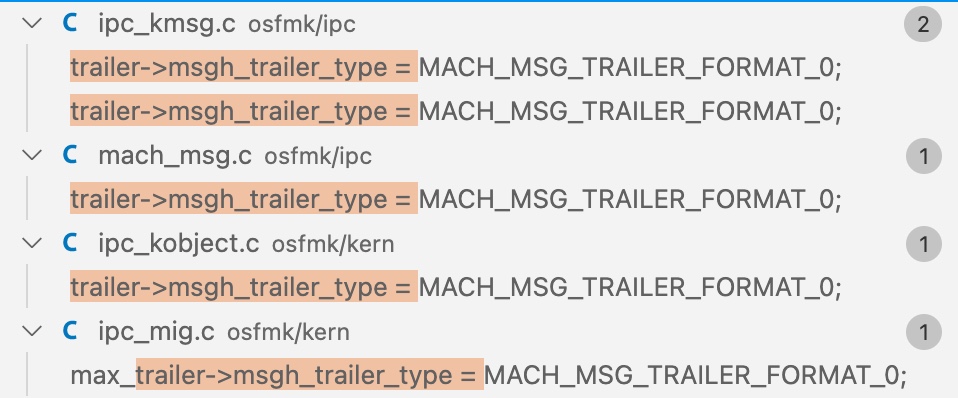 C ipc_kmsg.c osfmk/ipc 2
trailer->msgh_trailer_type = MACH_MSG_TRAILER_FORMAT_0;
trailer->msgh_trailer_type = MACH_MSG_TRAILER_FORMAT_0;
C mach_msg.c osfmk/ipc 1
trailer->msgh_trailer_type = MACH_MSG_TRAILER_FORMAT_0;
C ipc_kobject.c osfmk/kern 1
trailer->msgh_trailer_type = MACH_MSG_TRAILER_FORMAT_0;
C ipc_mig.c osfmk/kern 1
max_trailer->msgh_trailer_type = MACH_MSG_TRAILER_FORMAT_0;